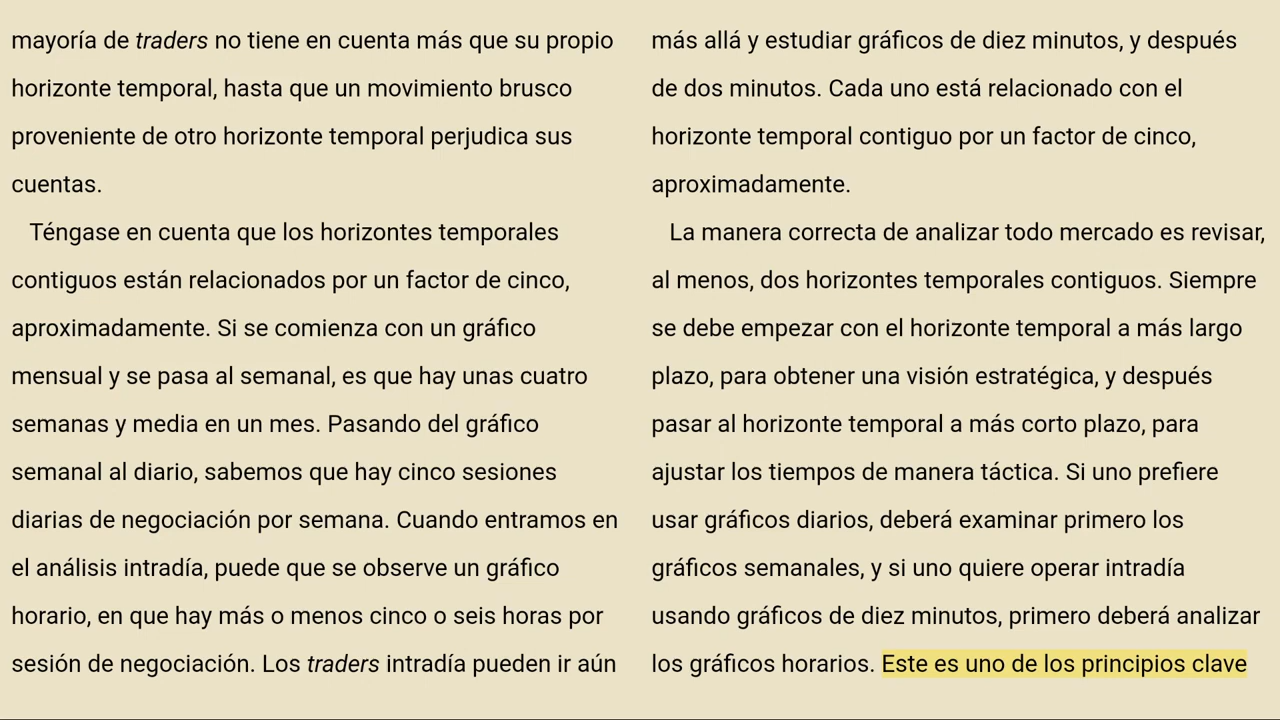 mayoría de traders no tiene en cuenta más que su propio
horizonte temporal, hasta que un movimiento brusco
proveniente de otro horizonte temporal perjudica sus
cuentas.
Téngase en cuenta que los horizontes temporales
contiguos están relacionados por un factor de cinco,
aproximadamente. Si se comienza con un gráfico
mensual y se pasa al semanal, es que hay unas cuatro
semanas y media en un mes. Pasando del gráfico
semanal al diario, sabemos que hay cinco sesiones
diarias de negociación por semana. Cuando entramos en
el análisis intradía, puede que se observe un gráfico
horario, en que hay más o menos cinco o seis horas por
sesión de negociación. Los traders intradía pueden ir aún
más allá y estudiar gráficos de diez minutos, y después
de dos minutos. Cada uno está relacionado con el
horizonte temporal contiguo por un factor de cinco,
aproximadamente.
La manera correcta de analizar todo mercado es revisar,
al menos, dos horizontes temporales contiguos. Siempre
se debe empezar con el horizonte temporal a más largo
plazo, para obtener una visión estratégica, y después
pasar al horizonte temporal a más corto plazo, para
ajustar los tiempos de manera táctica. Si uno prefiere
usar gráficos diarios, deberá examinar primero los
gráficos semanales, y si uno quiere operar intradía
usando gráficos de diez minutos, primero deberá analizar
los gráficos horarios. Este es uno de los principios clave